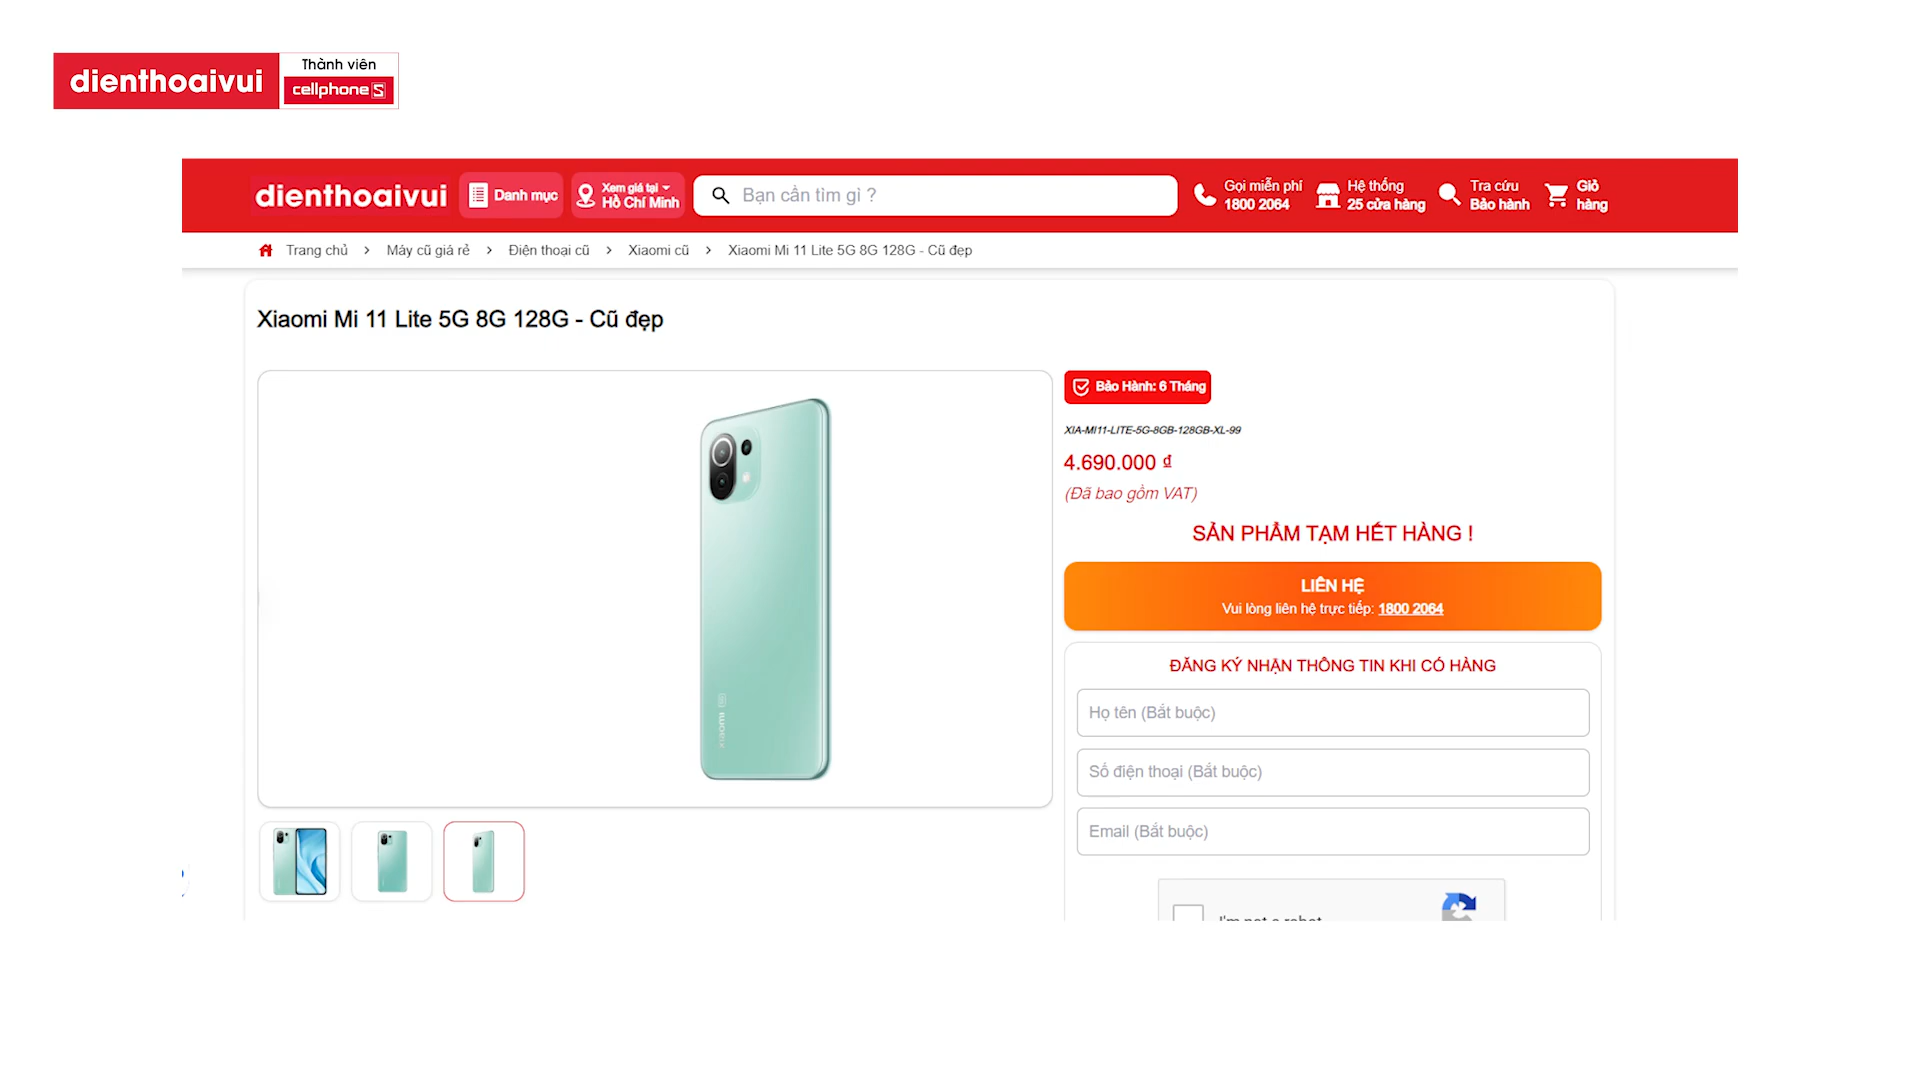 dienthoaivui
Thành viên
cellphoneS
dienthoaivui
Danh mục
Xem giá tại
Hồ Chí Minh
Bạn cần tìm gì ?
Gọi miễn phí
1800 2064
Hệ thống
25 cửa hàng
Tra cứu
Bảo hành
Giỏ
hàng
Trang chủ > Máy cũ giá rẻ > Điện thoại cũ > Xiaomi cũ > Xiaomi Mi 11 Lite 5G 8G 128G - Cũ đẹp
Xiaomi Mi 11 Lite 5G 8G 128G - Cũ đẹp
xiaomi
Bảo Hành: 6 Tháng
XIA-MI11-LITE-5G-8GB-128GB-XL-99
4.690.000 ₫
(Đã bao gồm VAT)
SẢN PHẨM TẠM HẾT HÀNG !
LIÊN HỆ
Vui lòng liên hệ trực tiếp: 1800 2064
ĐĂNG KÝ NHẬN THÔNG TIN KHI CÓ HÀNG
Họ tên (Bắt buộc)
Số điện thoại (Bắt buộc)
Email (Bắt buộc)
I'm not a robot